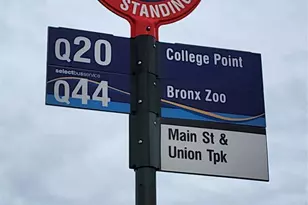 STANDING
Q20
College Point
selectbusservice
Q44
Bronx Zoo
Main St &
Union Tpk